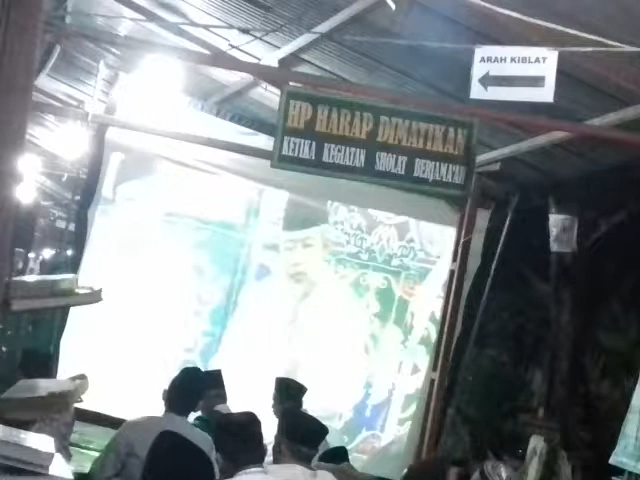 ARAH KIBLAT
HP HARAP DIMATIKAN
KETIKA KEGIATAN SHOLAT BERJAMA'AH